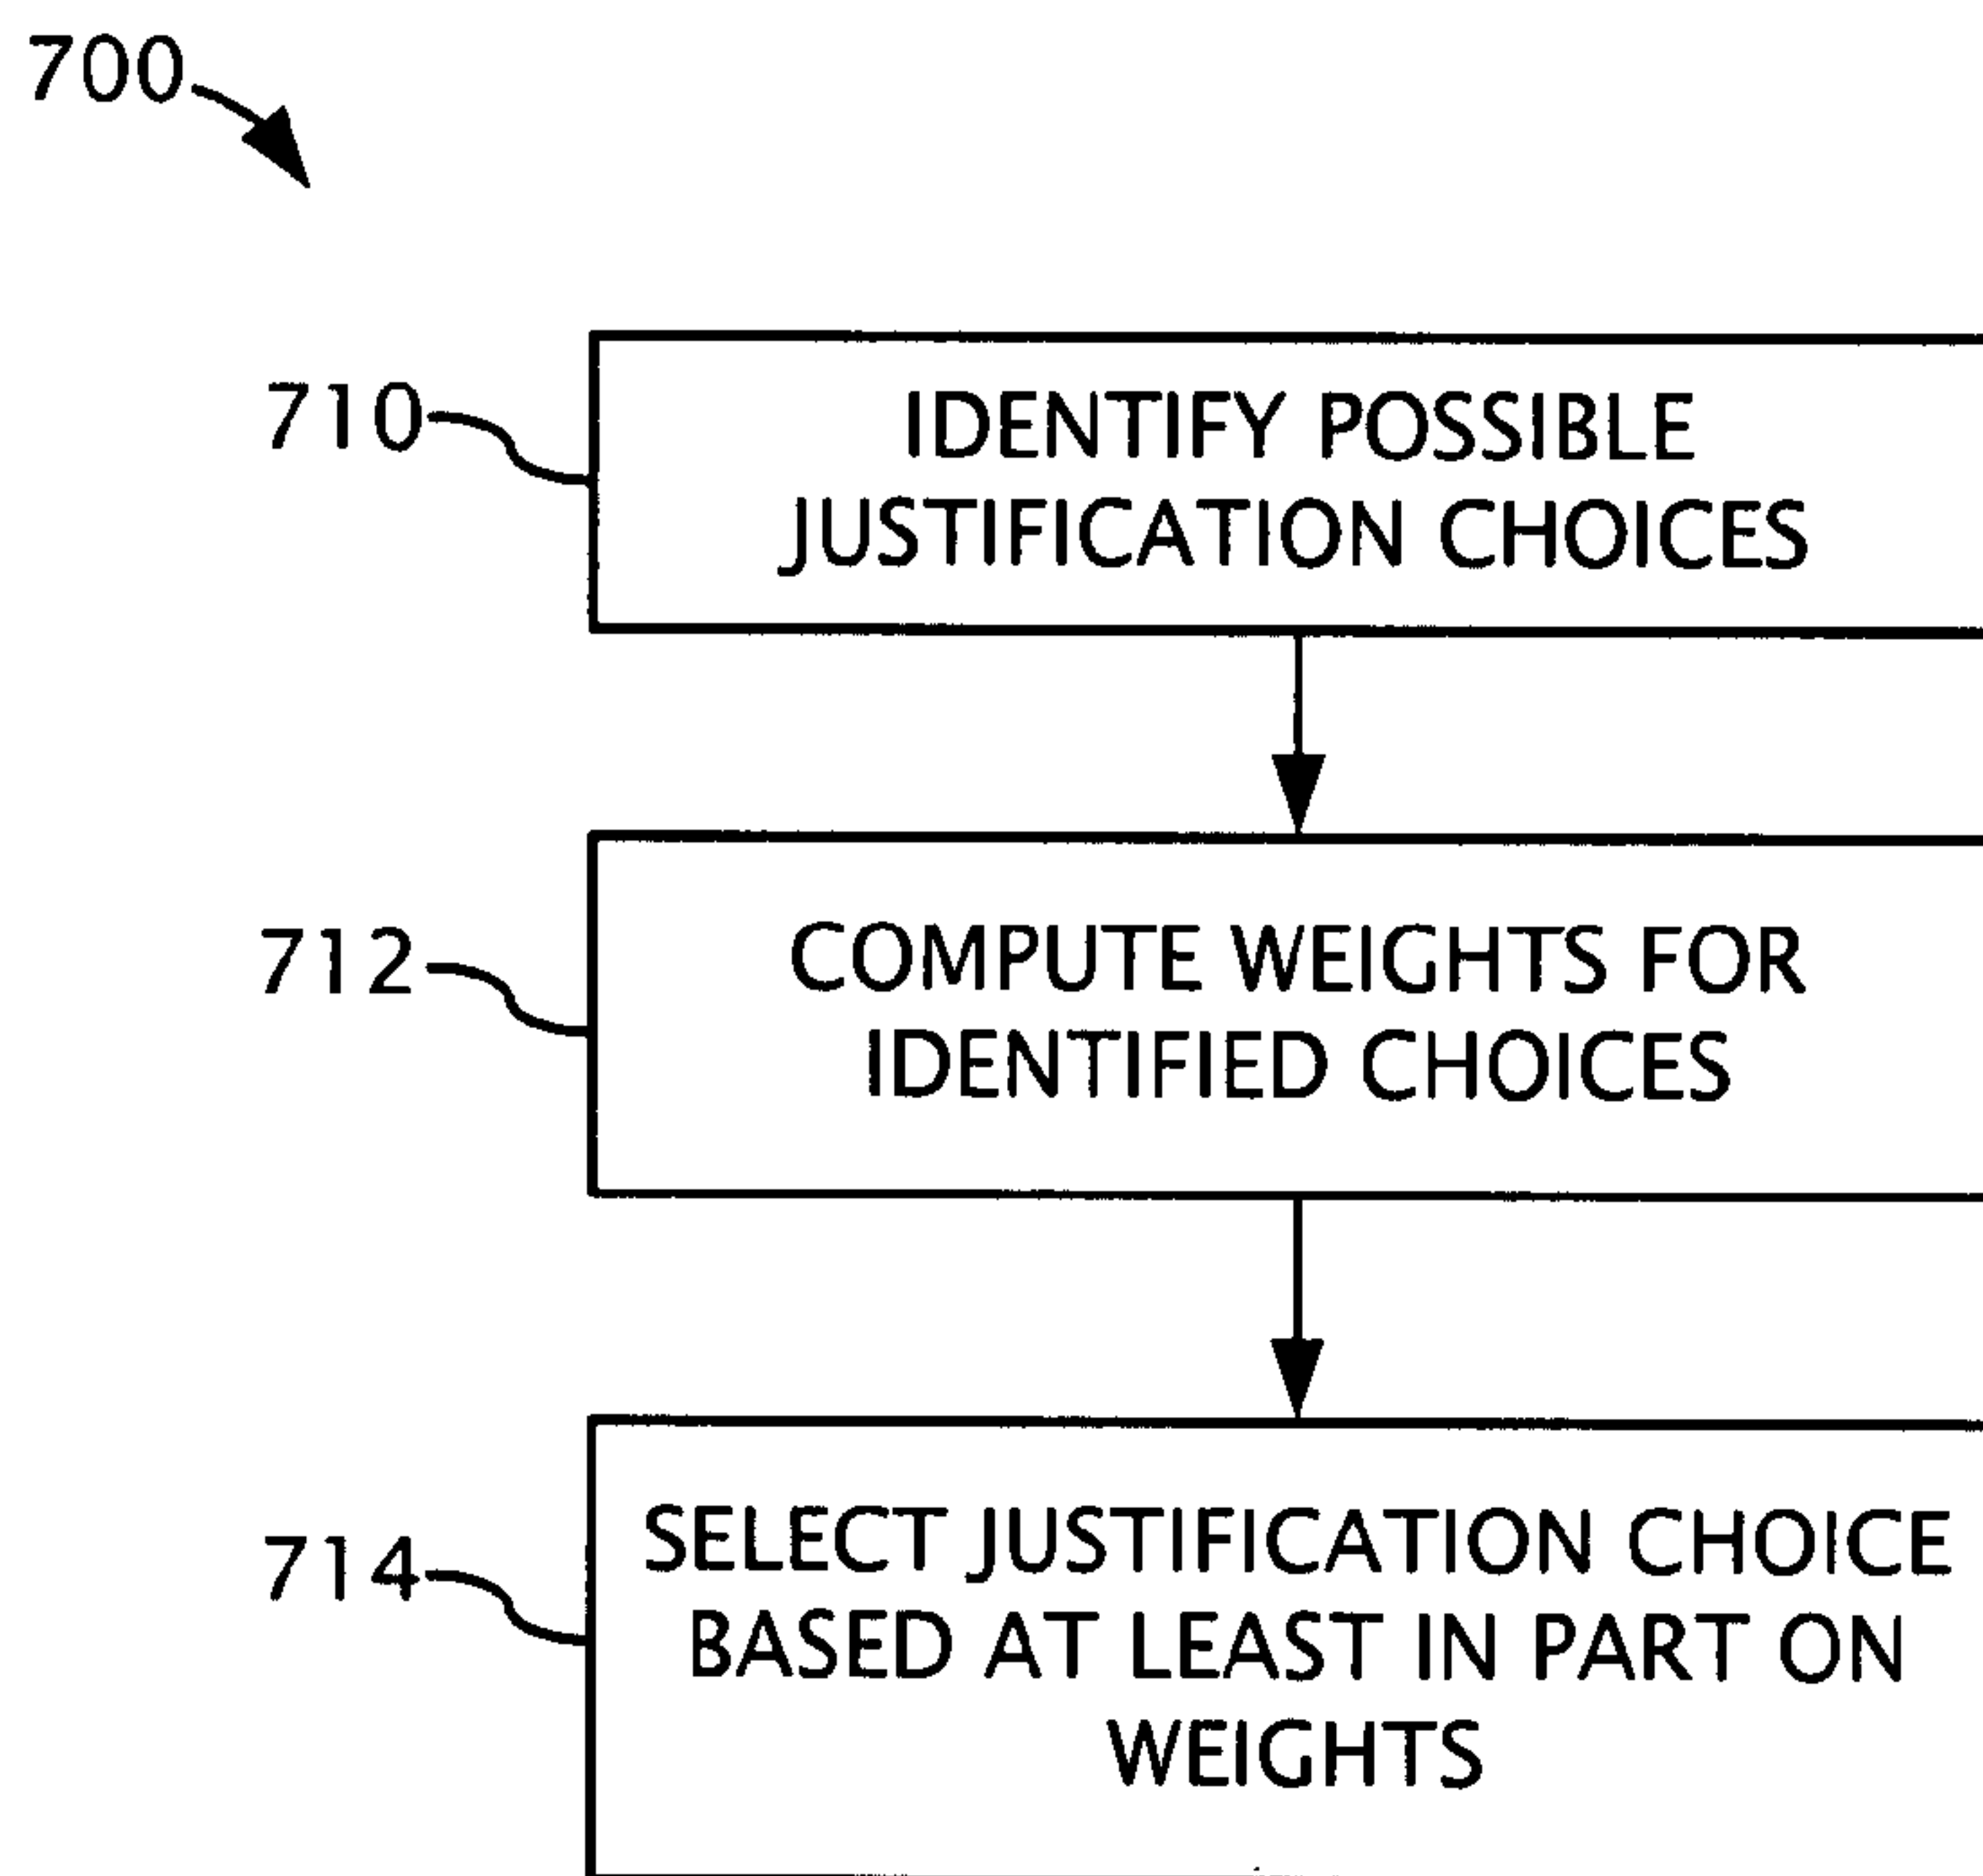 700
710
IDENTIFY POSSIBLE
JUSTIFICATION CHOICES
712
COMPUTE WEIGHTS FOR
IDENTIFIED CHOICES
714
SELECT JUSTIFICATION CHOICE
BASED AT LEAST IN PART ON
WEIGHTS